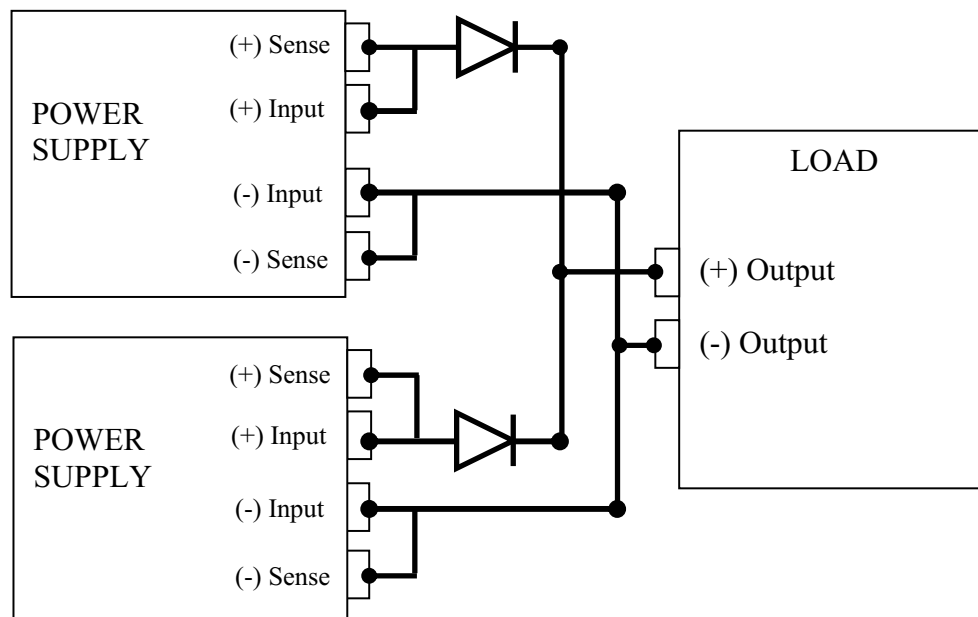 (+) Sense
POWER
SUPPLY
(+) Input
(-) Input
(-) Sense
(+) Sense
POWER
SUPPLY
(+) Input
(-) Input
(-) Sense
LOAD
(+) Output
(-) Output